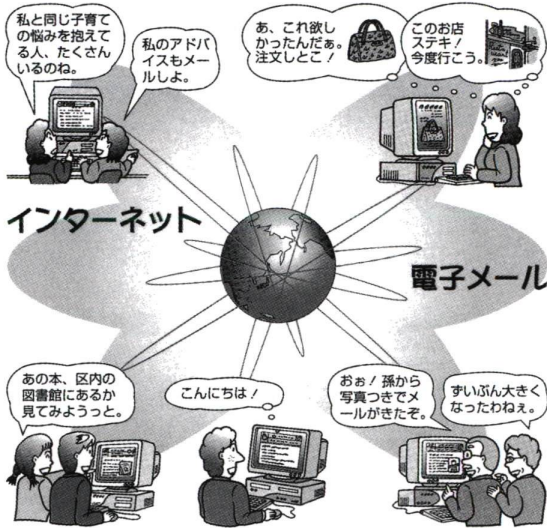 私と同じ子育て
の悩みを抱えて
る人、たくさん
いるのね。
私のアドバ
イスもメー
ルしよ。
あ、これ欲し
かったんだぁ。
注文しとこ！
このお店
ステキ！
今度行こう。
インターネット
電子メール
あの本、区内の
図書館にあるか
見てみようっと。
こんにちは！
おぉ！孫から
写真つきでメ
ールがきたぞ。
ずいぶん大きく
なったわねぇ。